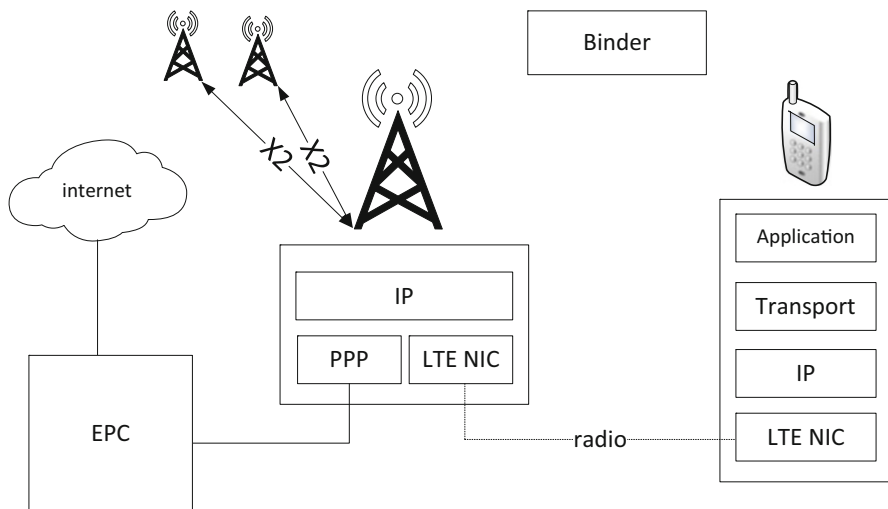 Binder
X2
X2
internet
Application
IP
Transport
PPP
LTE NIC
IP
EPC
radio
LTE NIC